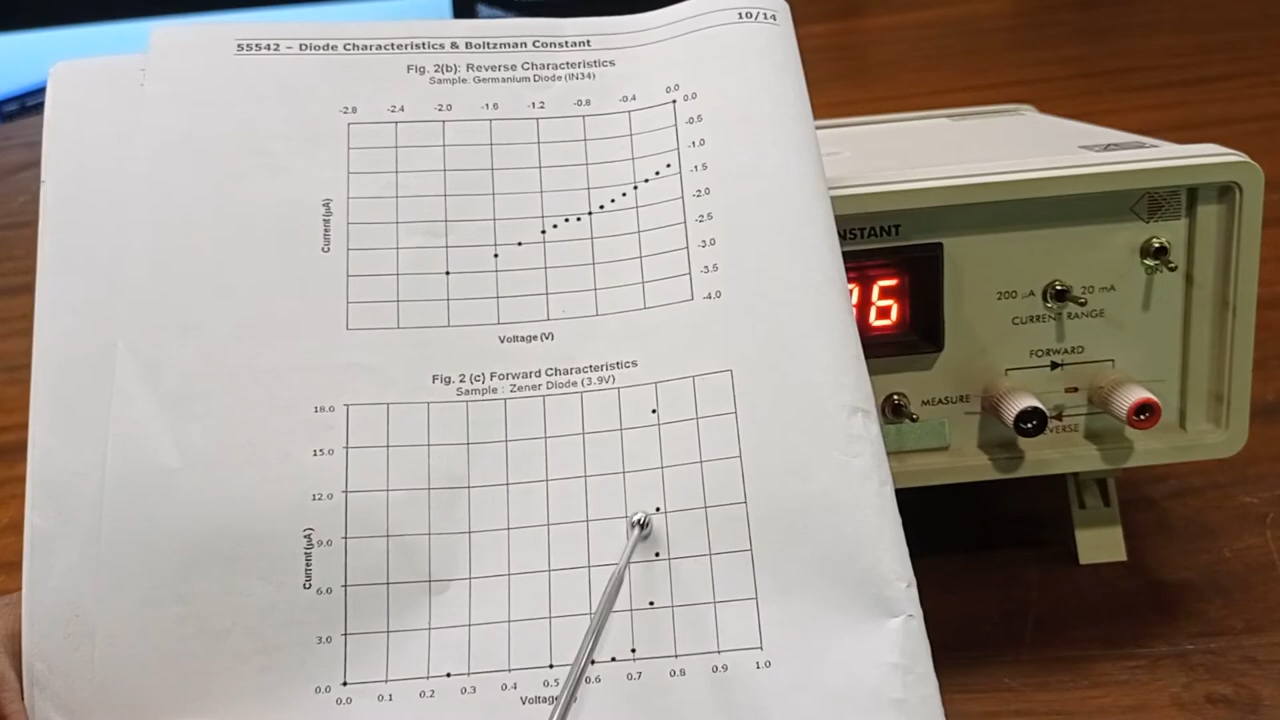 10/14
55542 – Diode Characteristics & Boltzman Constant
Fig. 2(b): Reverse Characteristics
Sample: Germanium Diode (IN34)
-2.8 -2.4 -2.0 -1.6 -1.2 -0.8 -0.4 0.0
0.0
-0.5
-1.0
-1.5
-2.0
-2.5
-3.0
-3.5
-4.0
Current (µA)
Voltage (V)
Fig. 2 (c) Forward Characteristics
Sample : Zener Diode (3.9V)
18.0
15.0
12.0
9.0
6.0
3.0
0.0
Current (µA)
0.0 0.1 0.2 0.3 0.4 0.5 0.6 0.7 0.8 0.9 1.0
Voltage
NSTANT
6
ON
200 µA 20 mA
CURRENT RANGE
FORWARD
MEASURE
EVERSE